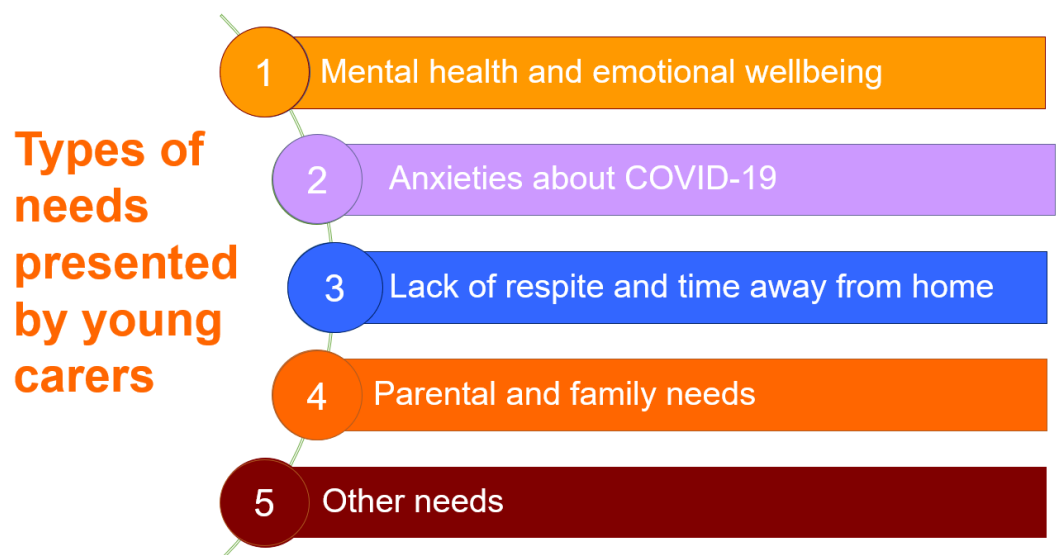 Types of
needs
presented
by young
carers
1 Mental health and emotional wellbeing
2 Anxieties about COVID-19
3 Lack of respite and time away from home
4 Parental and family needs
5 Other needs